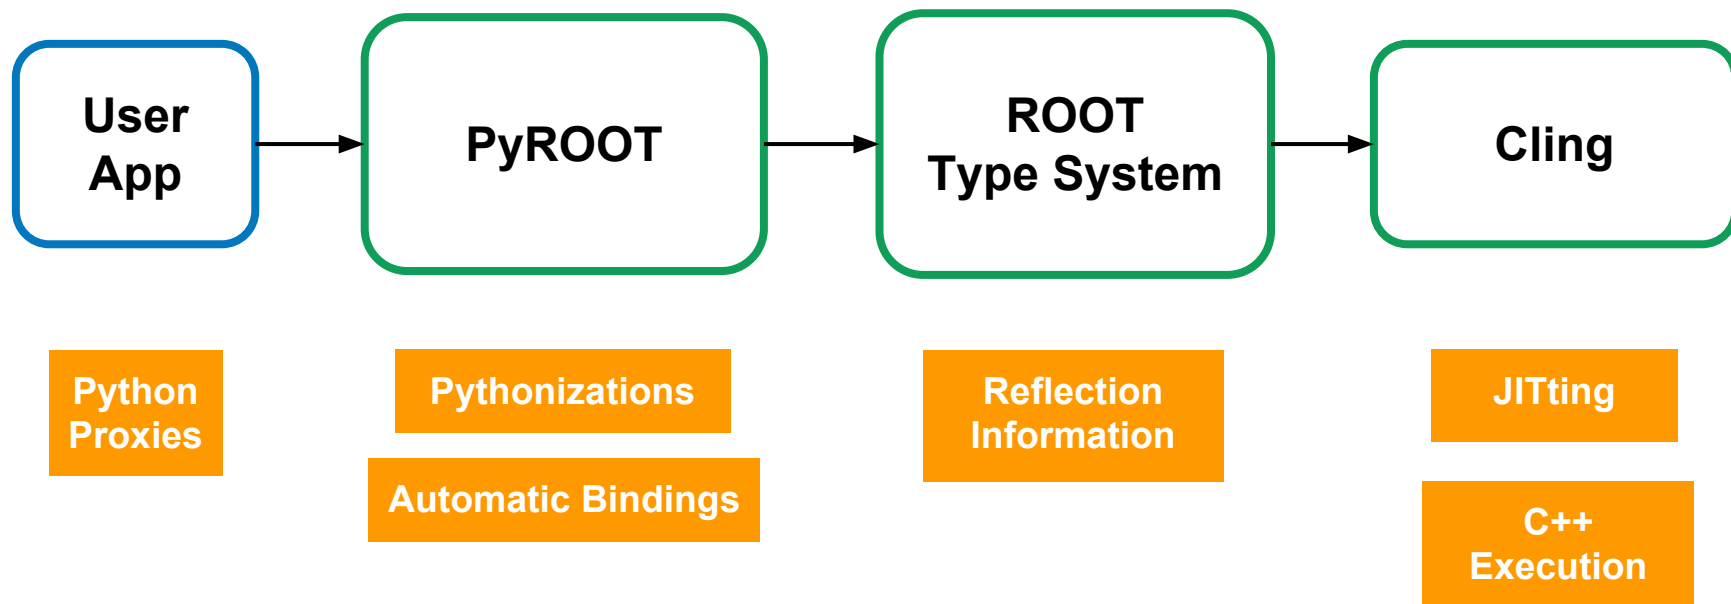 User
App
PyROOT
ROOT
Type System
Cling
Python
Proxies
Pythonizations
Automatic Bindings
Reflection
Information
JITting
C++
Execution